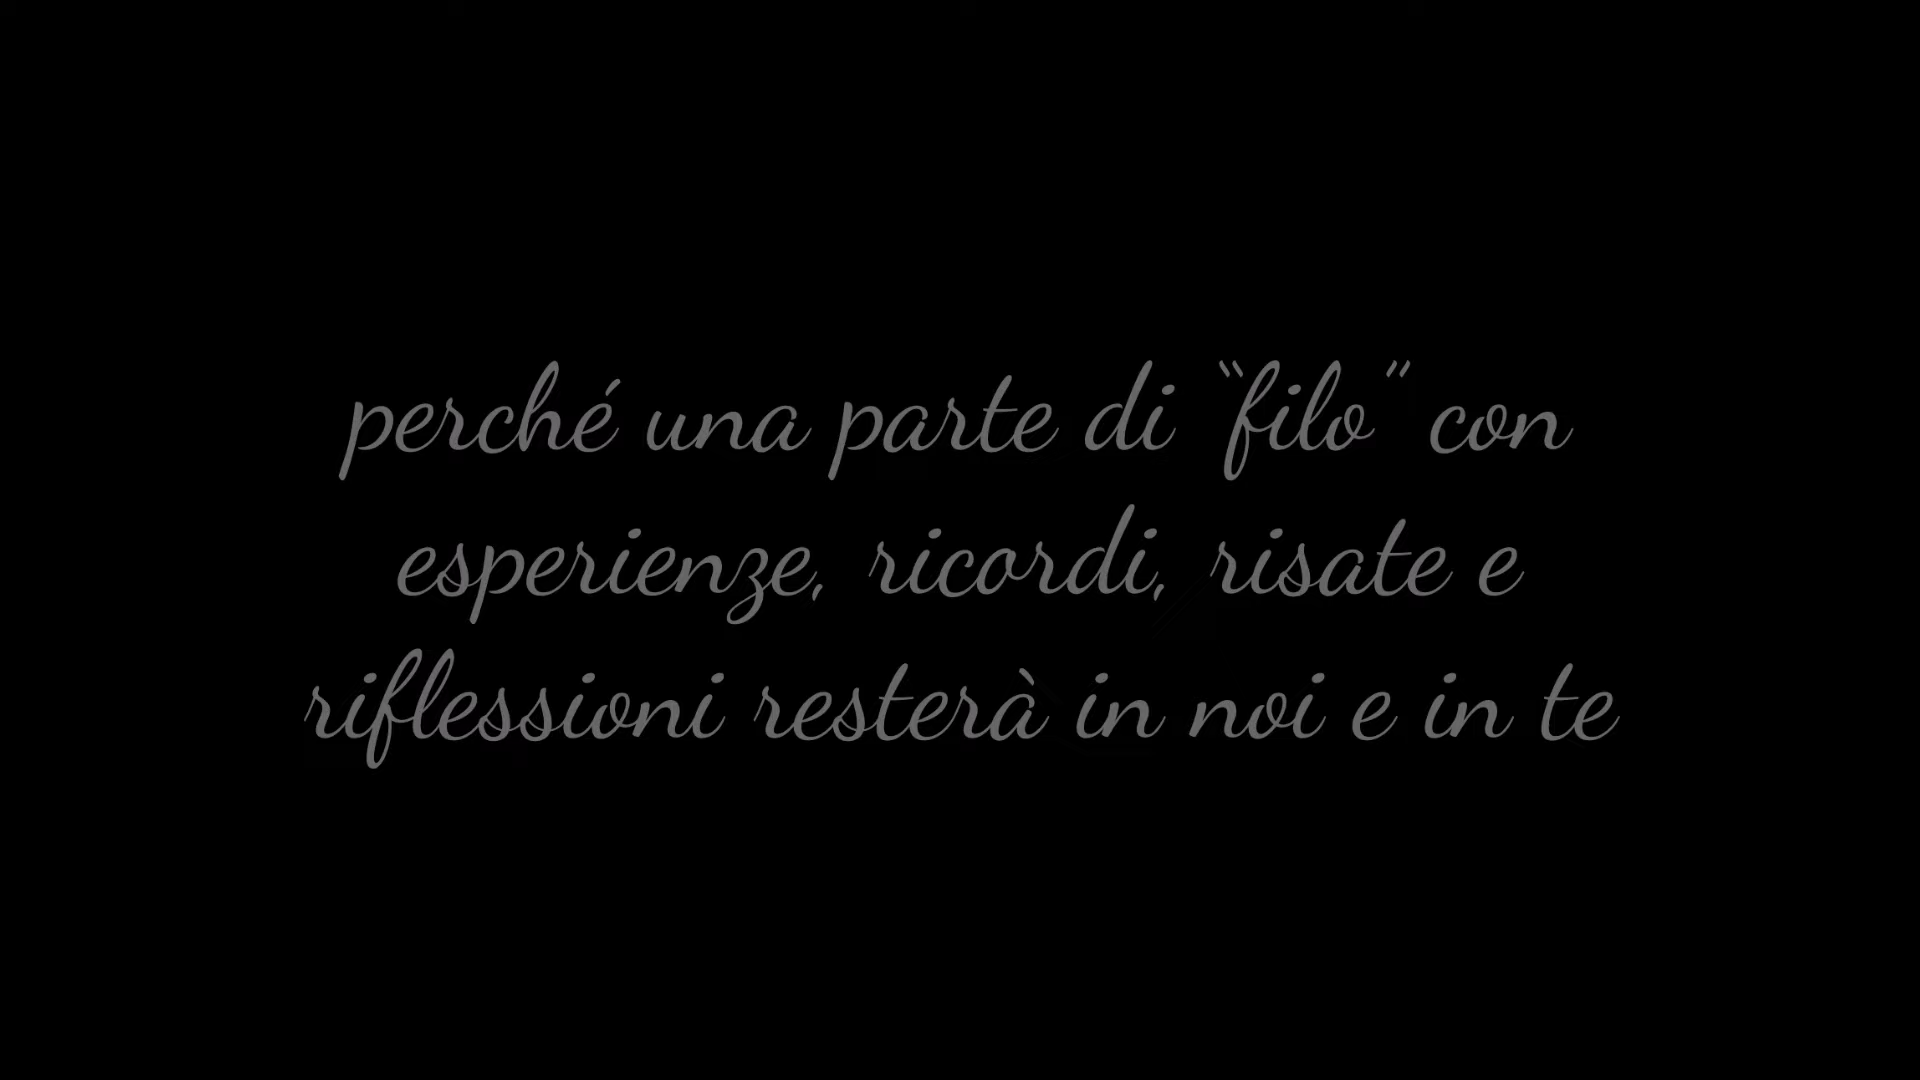 perché una parte di “filo” con
esperienze, ricordi, risate e
riflessioni resterà in noi e in te